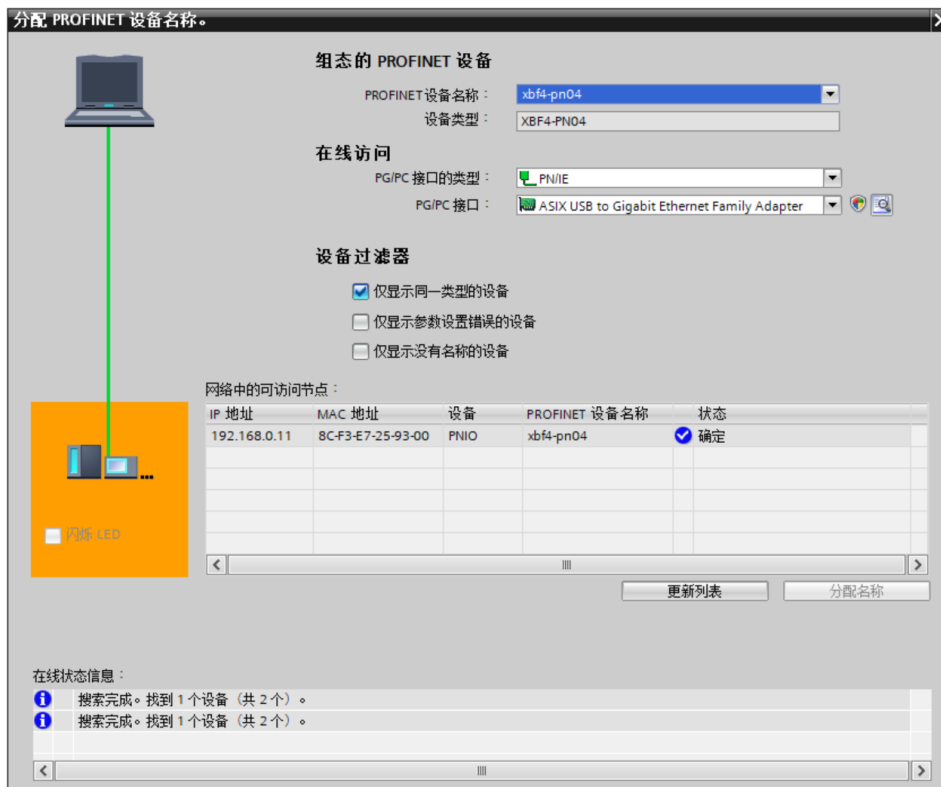 分配 PROFINET 设备名称。
组态的 PROFINET 设备
PROFINET设备名称： xbf4-pn04
设备类型： XBF4-PN04
在线访问
PG/PC 接口的类型： PN/IE
PG/PC 接口： ASIX USB to Gigabit Ethernet Family Adapter
设备过滤器
仅显示同一类型的设备
仅显示参数设置错误的设备
仅显示没有名称的设备
网络中的可访问节点：
IP 地址 MAC 地址 设备 PROFINET 设备名称 状态
192.168.0.11 8C-F3-E7-25-93-00 PNIO xbf4-pn04 确定
闪烁 LED
更新列表 分配名称
在线状态信息：
搜索完成。找到 1 个设备（共 2 个）。
搜索完成。找到 1 个设备（共 2 个）。